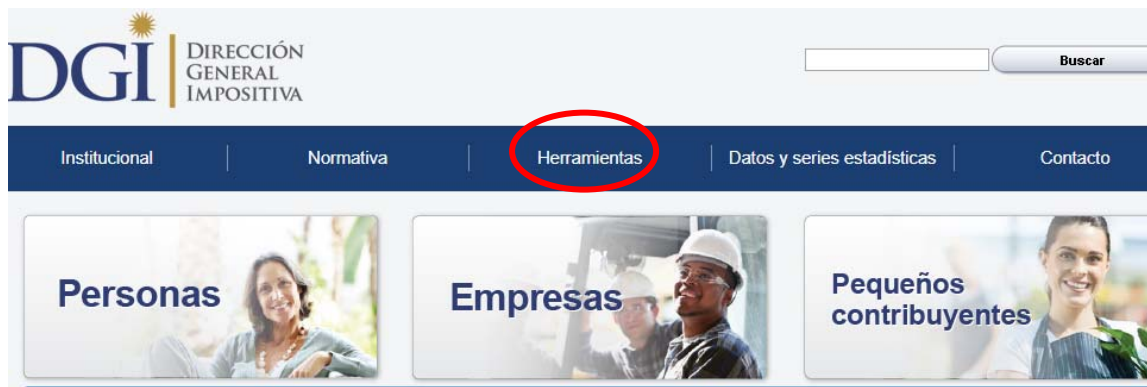 DGI
DIRECCIÓN
GENERAL
IMPOSITIVA
Buscar
Institucional
Normativa
Herramientas
Datos y series estadísticas
Contacto
Personas
Empresas
Pequeños
contribuyentes